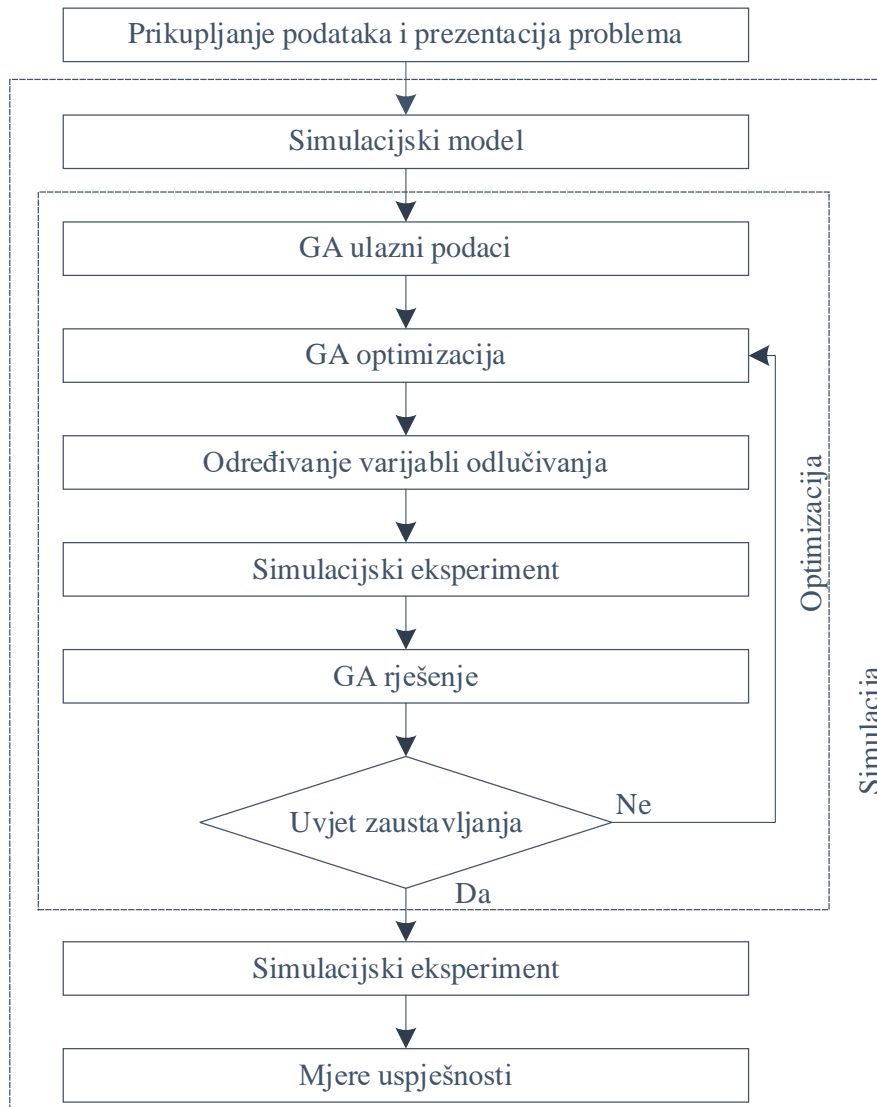 Prikupljanje podataka i prezentacija problema
Simulacijski model
GA ulazni podaci
GA optimizacija
Određivanje varijabli odlučivanja
Simulacijski eksperiment
GA rješenje
Uvjet zaustavljanja
Ne
Da
Optimizacija
Simulacija
Simulacijski eksperiment
Mjere uspješnosti